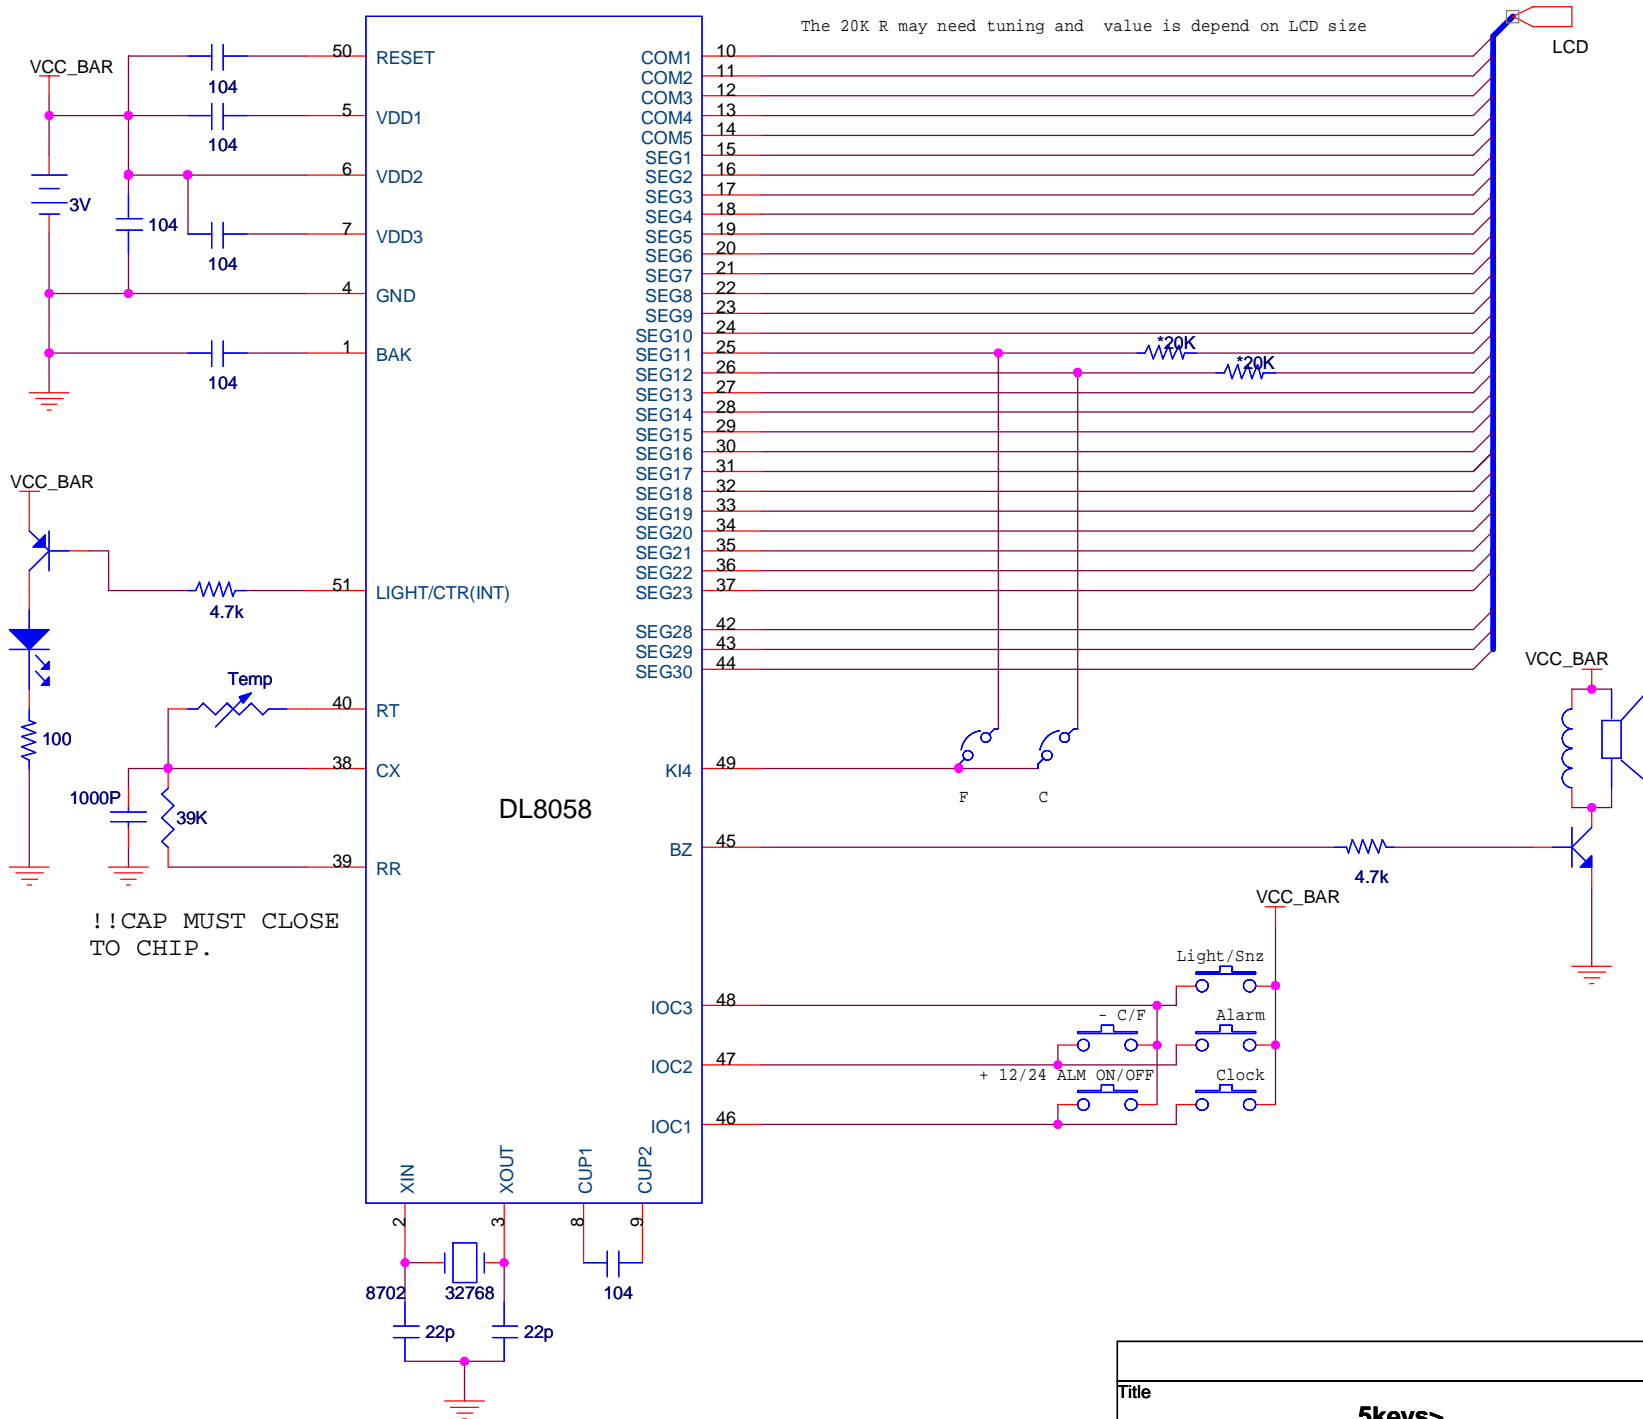 The 20K R may need tuning and value is depend on LCD size
LCD
VCC_BAR
50 RESET
104
5 VDD1
104
6 VDD2
3V
104
7 VDD3
104
4 GND
1 BAK
104
COM1 10
COM2 11
COM3 12
COM4 13
COM5 14
SEG1 15
SEG2 16
SEG3 17
SEG4 18
SEG5 19
SEG6 20
SEG7 21
SEG8 22
SEG9 23
SEG10 24
SEG11 25
*20K
SEG12 26
*20K
SEG13 27
SEG14 28
SEG15 29
SEG16 30
SEG17 31
SEG18 32
SEG19 33
SEG20 34
SEG21 35
SEG22 36
SEG23 37
SEG28 42
SEG29 43
SEG30 44
VCC_BAR
51 LIGHT/CTR(INT)
4.7k
100
Temp
40 RT
38 CX
1000P
39K
39 RR
!!CAP MUST CLOSE
TO CHIP.
DL8058
KI4 49
F C
BZ 45
4.7k
VCC_BAR
VCC_BAR
Light/Snz
IOC3 48
- C/F
Alarm
IOC2 47
+ 12/24 ALM ON/OFF
Clock
IOC1 46
XIN XOUT CUP1 CUP2
2 3 8 9
8702 32768 104
22p 22p
Title
5keys>